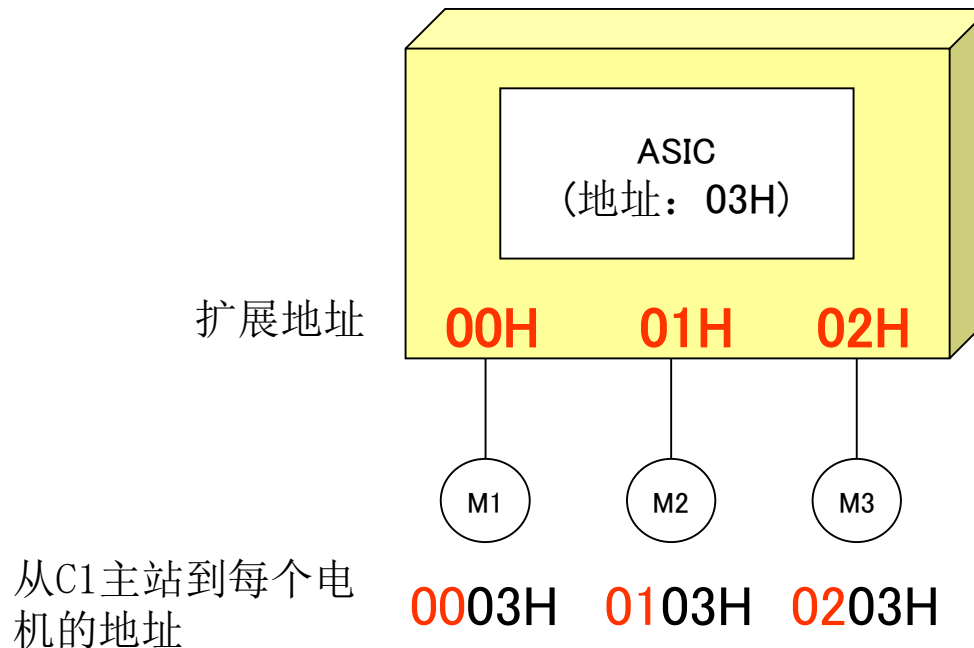 ASIC
(地址：03H)
扩展地址 00H 01H 02H
M1 M2 M3
从C1主站到每个电
机的地址
0003H 0103H 0203H